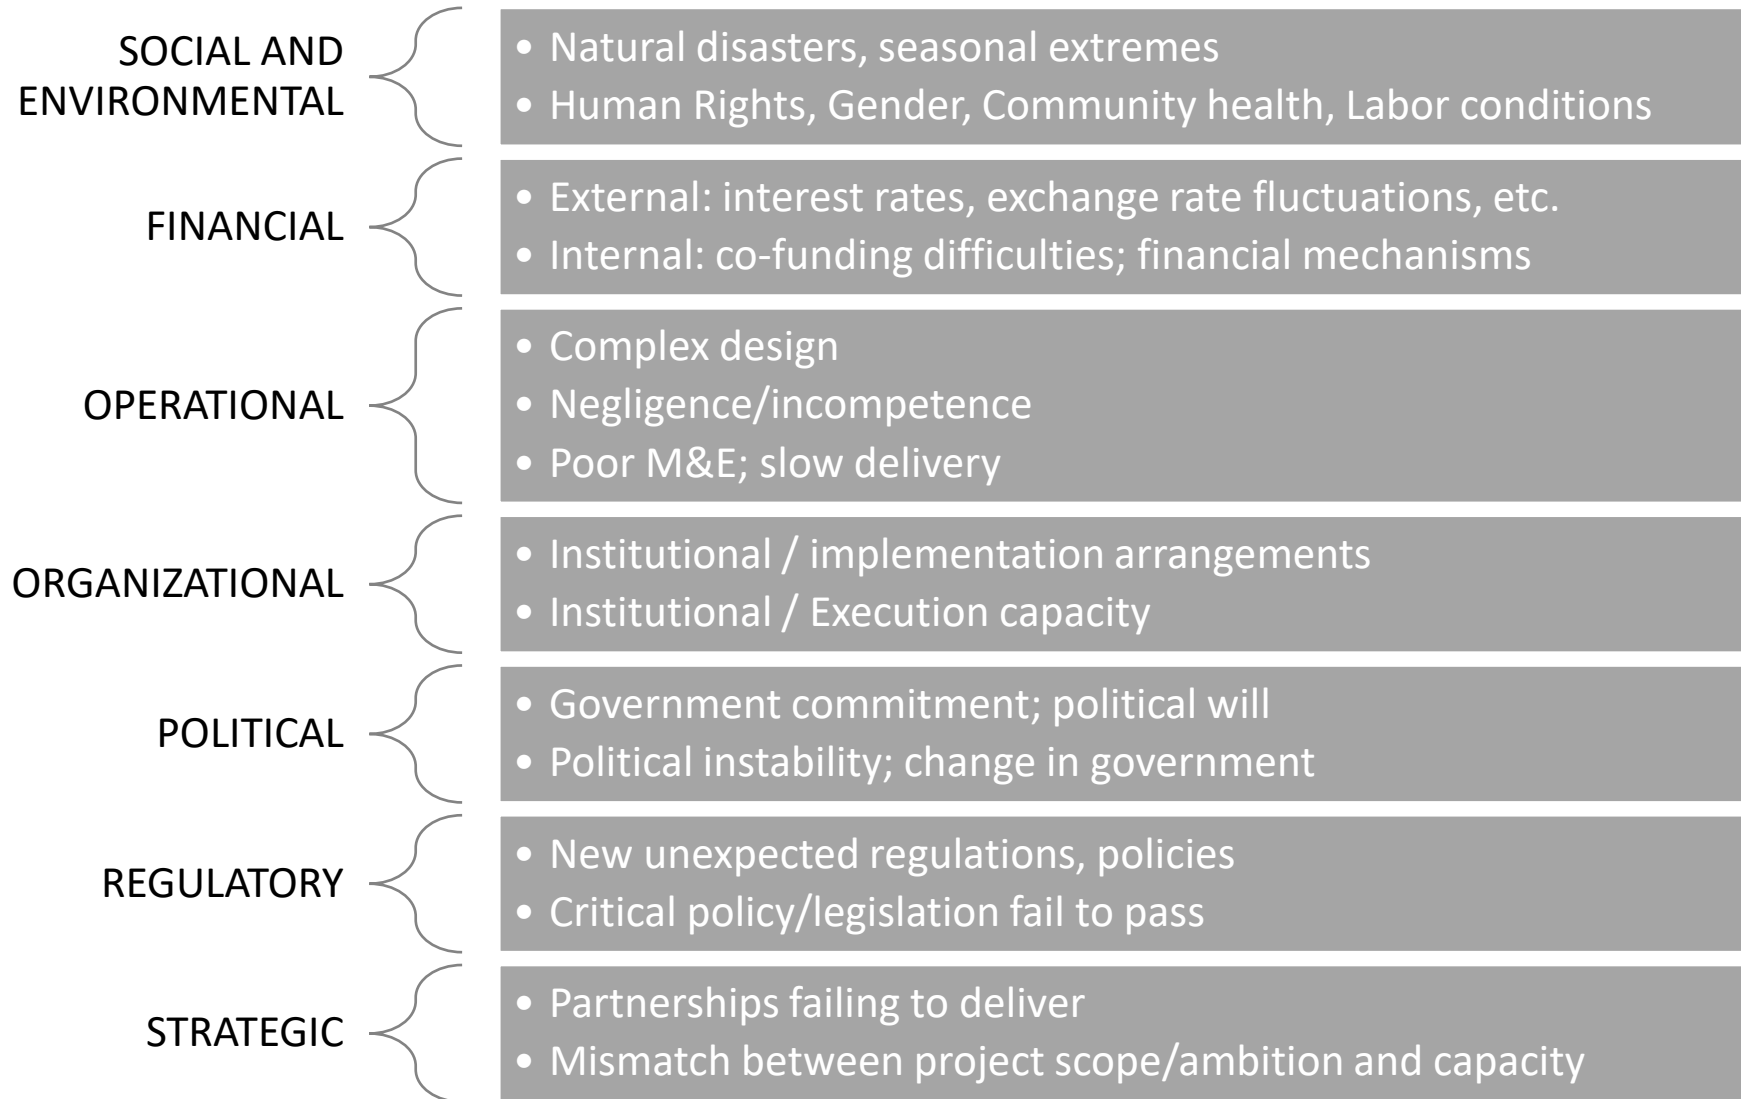 SOCIAL AND
ENVIRONMENTAL
• Natural disasters, seasonal extremes
• Human Rights, Gender, Community health, Labor conditions
FINANCIAL
• External: interest rates, exchange rate fluctuations, etc.
• Internal: co-funding difficulties; financial mechanisms
OPERATIONAL
• Complex design
• Negligence/incompetence
• Poor M&E; slow delivery
ORGANIZATIONAL
• Institutional / implementation arrangements
• Institutional / Execution capacity
POLITICAL
• Government commitment; political will
• Political instability; change in government
REGULATORY
• New unexpected regulations, policies
• Critical policy/legislation fail to pass
STRATEGIC
• Partnerships failing to deliver
• Mismatch between project scope/ambition and capacity